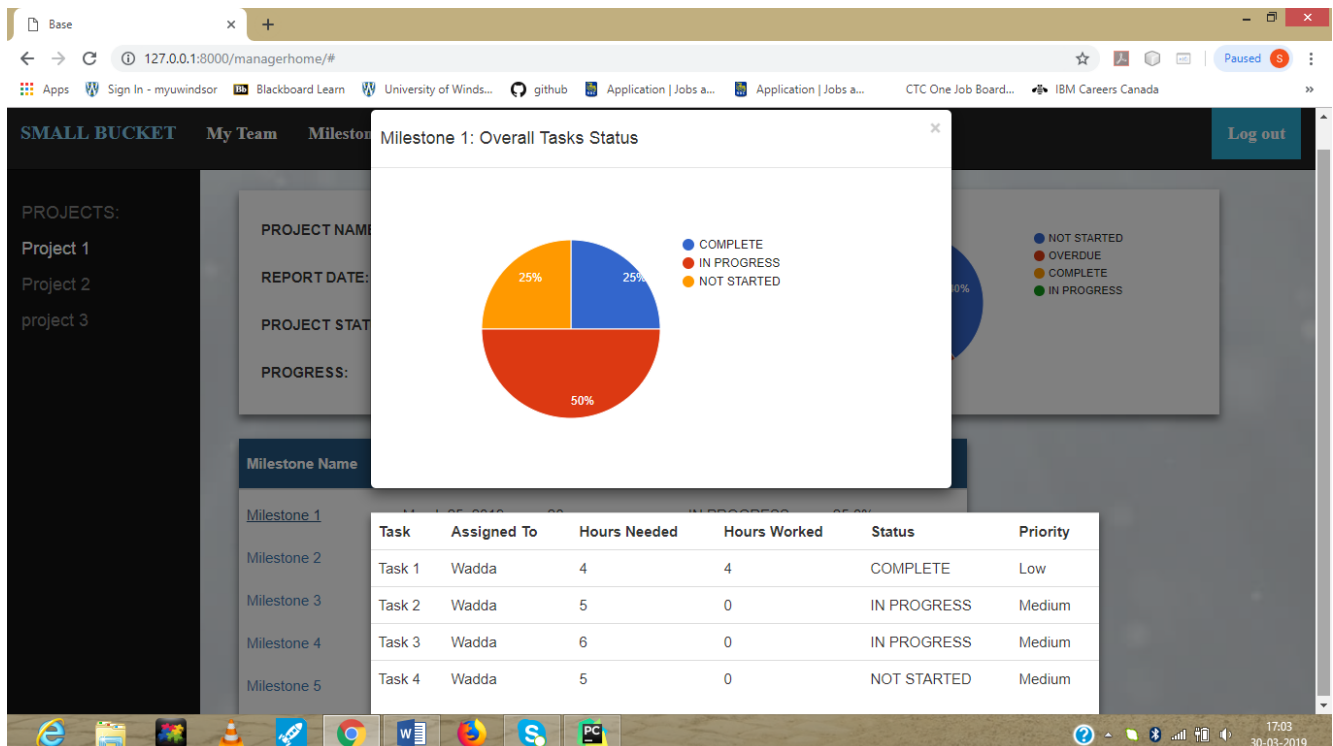 Base
127.0.0.1:8000/managerhome/#
Paused S
Apps Sign In - myuwindsor Bb Blackboard Learn University of Winds... github Application | Jobs a... Application | Jobs a... CTC One Job Board... IBM Careers Canada »
SMALL BUCKET My Team Mileston Log out
Milestone 1: Overall Tasks Status ×
PROJECTS:
Project 1
Project 2
project 3
PROJECT NAME
REPORT DATE:
PROJECT STAT
PROGRESS:
25% 25%
50%
COMPLETE
IN PROGRESS
NOT STARTED
NOT STARTED
OVERDUE
COMPLETE
IN PROGRESS
Milestone Name
Milestone 1
Milestone 2
Milestone 3
Milestone 4
Milestone 5
Task Assigned To Hours Needed Hours Worked Status Priority
Task 1 Wadda 4 4 COMPLETE Low
Task 2 Wadda 5 0 IN PROGRESS Medium
Task 3 Wadda 6 0 IN PROGRESS Medium
Task 4 Wadda 5 0 NOT STARTED Medium
17:03
30-03-2019